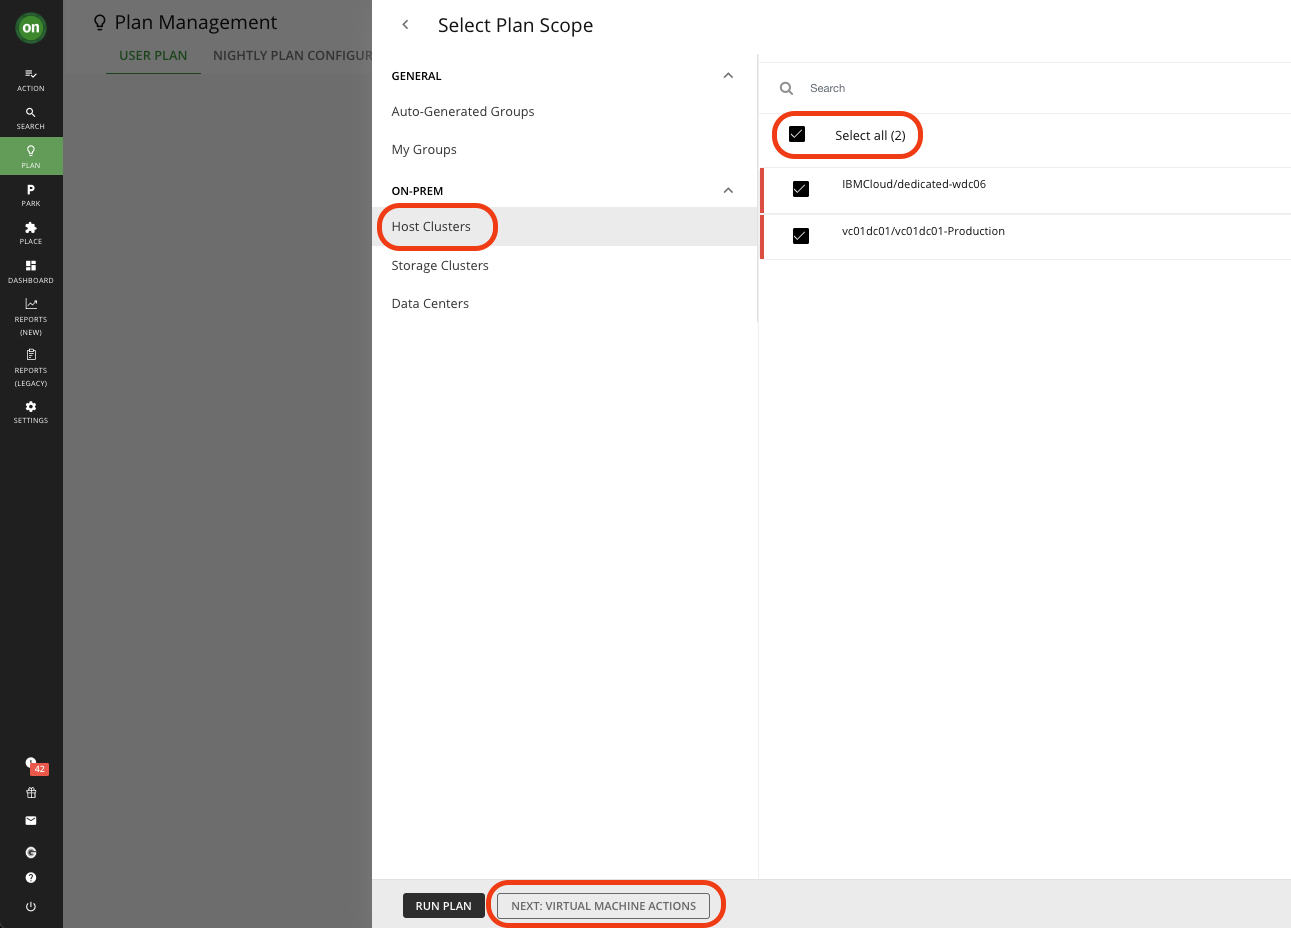 on
ACTION
SEARCH
PLAN
P
PARK
PLACE
DASHBOARD
REPORTS
(NEW)
REPORTS
(LEGACY)
SETTINGS
42
G
?
Plan Management
USER PLAN
NIGHTLY PLAN CONFIGUR
Select Plan Scope
GENERAL
Auto-Generated Groups
My Groups
ON-PREM
Host Clusters
Storage Clusters
Data Centers
Search
Select all (2)
IBMCloud/dedicated-wdc06
vc01dc01/vc01dc01-Production
RUN PLAN
NEXT: VIRTUAL MACHINE ACTIONS